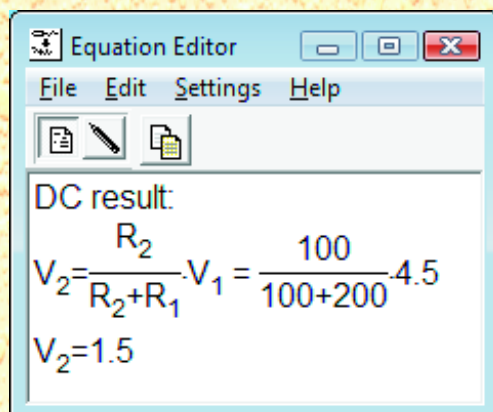 Equation Editor
File Edit Settings Help
DC result:
V₂=R₂/(R₂+R₁)·V₁ = 100/(100+200)·4.5
V₂=1.5